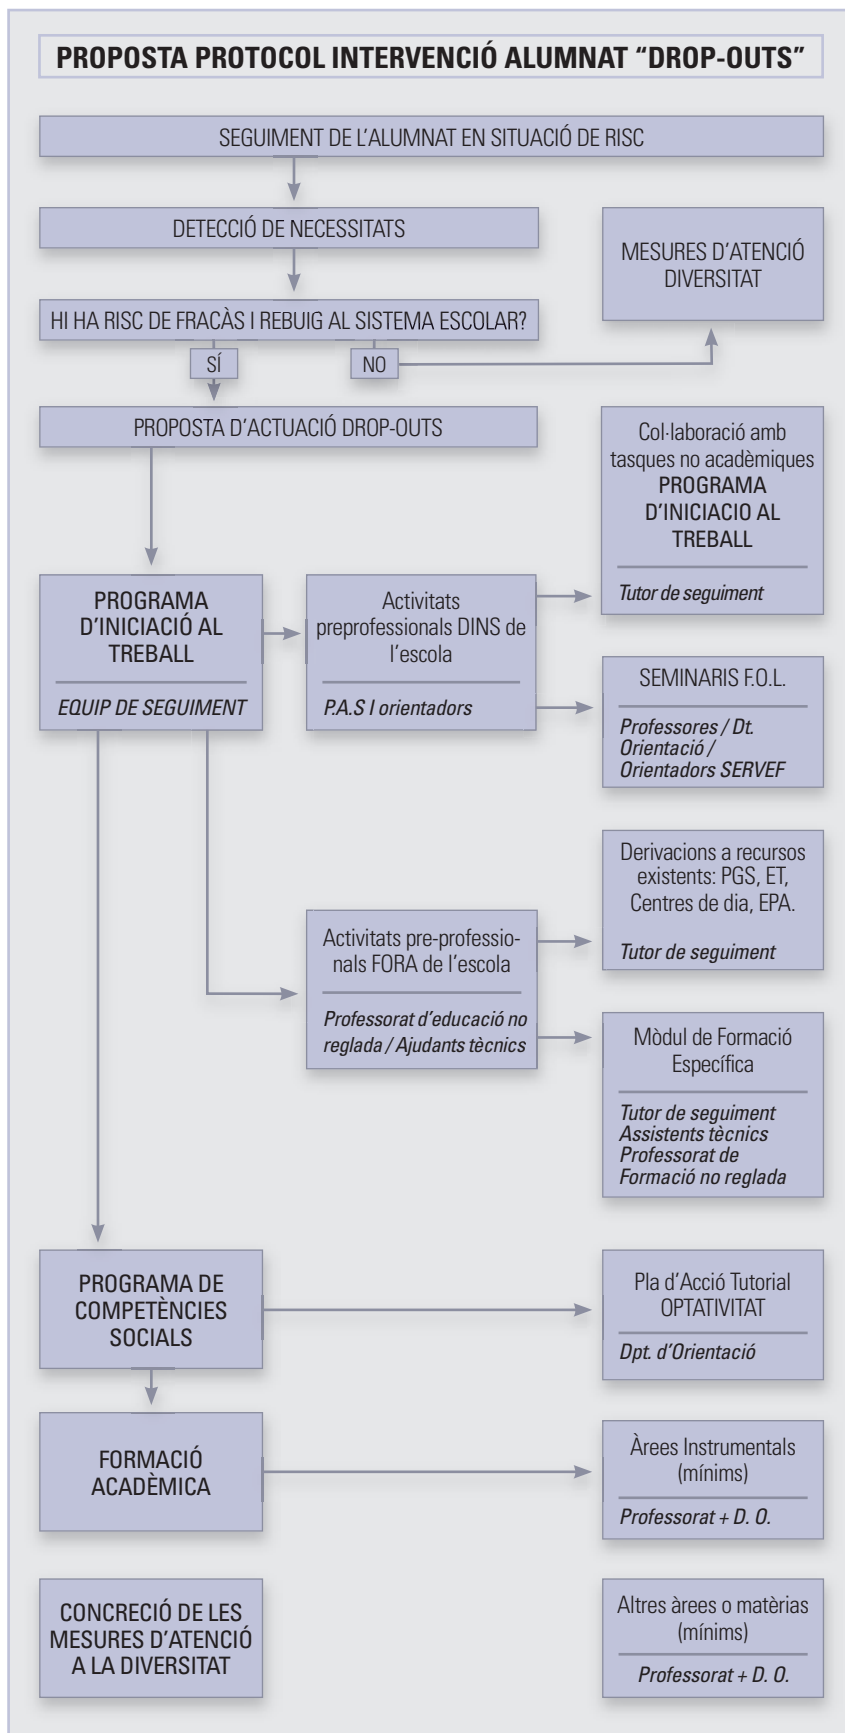 PROPOSTA PROTOCOL INTERVENCIÓ ALUMNAT “DROP-OUTS”
SEGUIMENT DE L’ALUMNAT EN SITUACIÓ DE RISC
DETECCIÓ DE NECESSITATS
MESURES D’ATENCIÓ
DIVERSITAT
HI HA RISC DE FRACÀS I REBUIG AL SISTEMA ESCOLAR?
SÍ
NO
PROPOSTA D’ACTUACIÓ DROP-OUTS
Col·laboració amb
tasques no acadèmiques
PROGRAMA
D’INICIACIO AL
TREBALL
Tutor de seguiment
PROGRAMA
D’INICIACIÓ AL
TREBALL
EQUIP DE SEGUIMENT
Activitats
preprofessionals DINS de
l’escola
P.A.S I orientadors
SEMINARIS F.O.L.
Professores / Dt.
Orientació /
Orientadors SERVEF
Derivacions a recursos
existents: PGS, ET,
Centres de dia, EPA.
Tutor de seguiment
Activitats pre-professio-
nals FORA de l’escola
Professorat d’educació no
reglada / Ajudants tècnics
Mòdul de Formació
Específica
Tutor de seguiment
Assistents tècnics
Professorat de
Formació no reglada
PROGRAMA DE
COMPETÈNCIES
SOCIALS
Pla d’Acció Tutorial
OPTATIVITAT
Dpt. d’Orientació
FORMACIÓ
ACADÈMICA
Àrees Instrumentals
(mínims)
Professorat + D. O.
CONCRECIÓ DE LES
MESURES D’ATENCIÓ
A LA DIVERSITAT
Altres àrees o matèrias
(mínims)
Professorat + D. O.